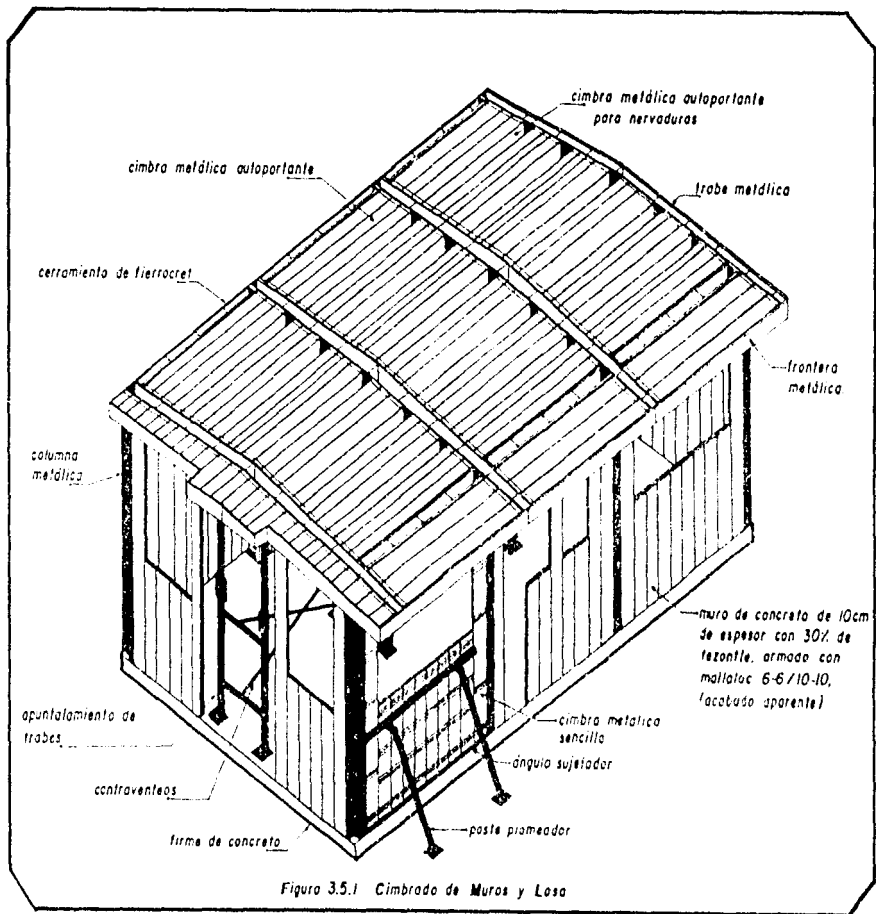 cimbra metálica autoportante
para nervaduras
cimbra metálica autoportante
trabe metálica
cerramiento de fierrocret
frontera
metálica.
columna
metálica
muro de concreto de 10cm
de espesor con 30% de
tezontle, armado con
mallalac 6-6/10-10,
(acabado aparente)
apuntalamiento de
trabes
cimbra metálica
sencilla
ángulo sujetador
contraventeos
poste plomeador
firme de concreto
Figura 3.5.1 Cimbrado de Muros y Losa